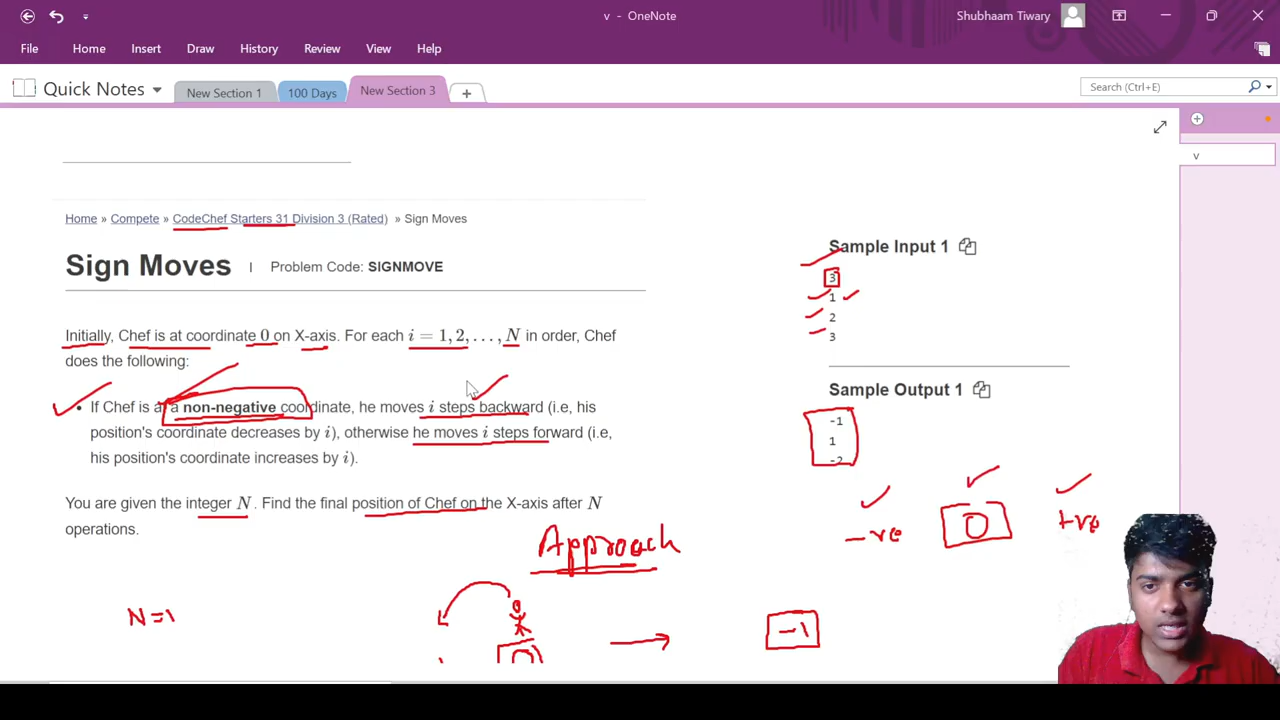 v - OneNote
Shubhaam Tiwary
File Home Insert Draw History Review View Help
Quick Notes
New Section 1
100 Days
New Section 3
Search (Ctrl+E)
v
Home » Compete » CodeChef Starters 31 Division 3 (Rated) » Sign Moves
Sign Moves
Problem Code: SIGNMOVE
Initially, Chef is at coordinate 0 on X-axis. For each i = 1, 2, . . . , N in order, Chef
does the following:
• If Chef is at a non-negative coordinate, he moves i steps backward (i.e, his
position's coordinate decreases by i), otherwise he moves i steps forward (i.e,
his position's coordinate increases by i).
You are given the integer N. Find the final position of Chef on the X-axis after N
operations.
Sample Input 1
3
1
2
3
Sample Output 1
-1
1
-2
-ve
0
+ve
Approach
N=1
-1